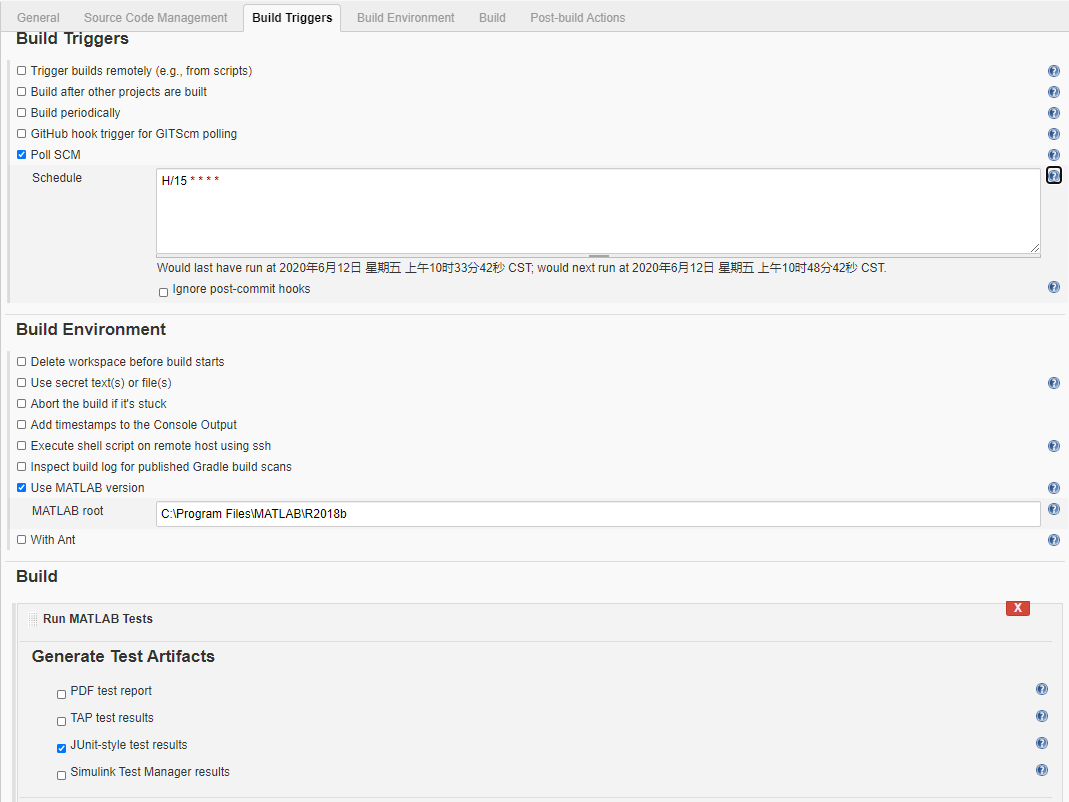 General Source Code Management Build Triggers Build Environment Build Post-build Actions
Build Triggers
Trigger builds remotely (e.g., from scripts)
Build after other projects are built
Build periodically
GitHub hook trigger for GITScm polling
Poll SCM
Schedule
H/15 * * * *
Would last have run at 2020年6月12日 星期五 上午10时33分42秒 CST; would next run at 2020年6月12日 星期五 上午10时48分42秒 CST.
Ignore post-commit hooks
Build Environment
Delete workspace before build starts
Use secret text(s) or file(s)
Abort the build if it's stuck
Add timestamps to the Console Output
Execute shell script on remote host using ssh
Inspect build log for published Gradle build scans
Use MATLAB version
MATLAB root
C:\Program Files\MATLAB\R2018b
With Ant
Build
X
Run MATLAB Tests
Generate Test Artifacts
PDF test report
TAP test results
JUnit-style test results
Simulink Test Manager results